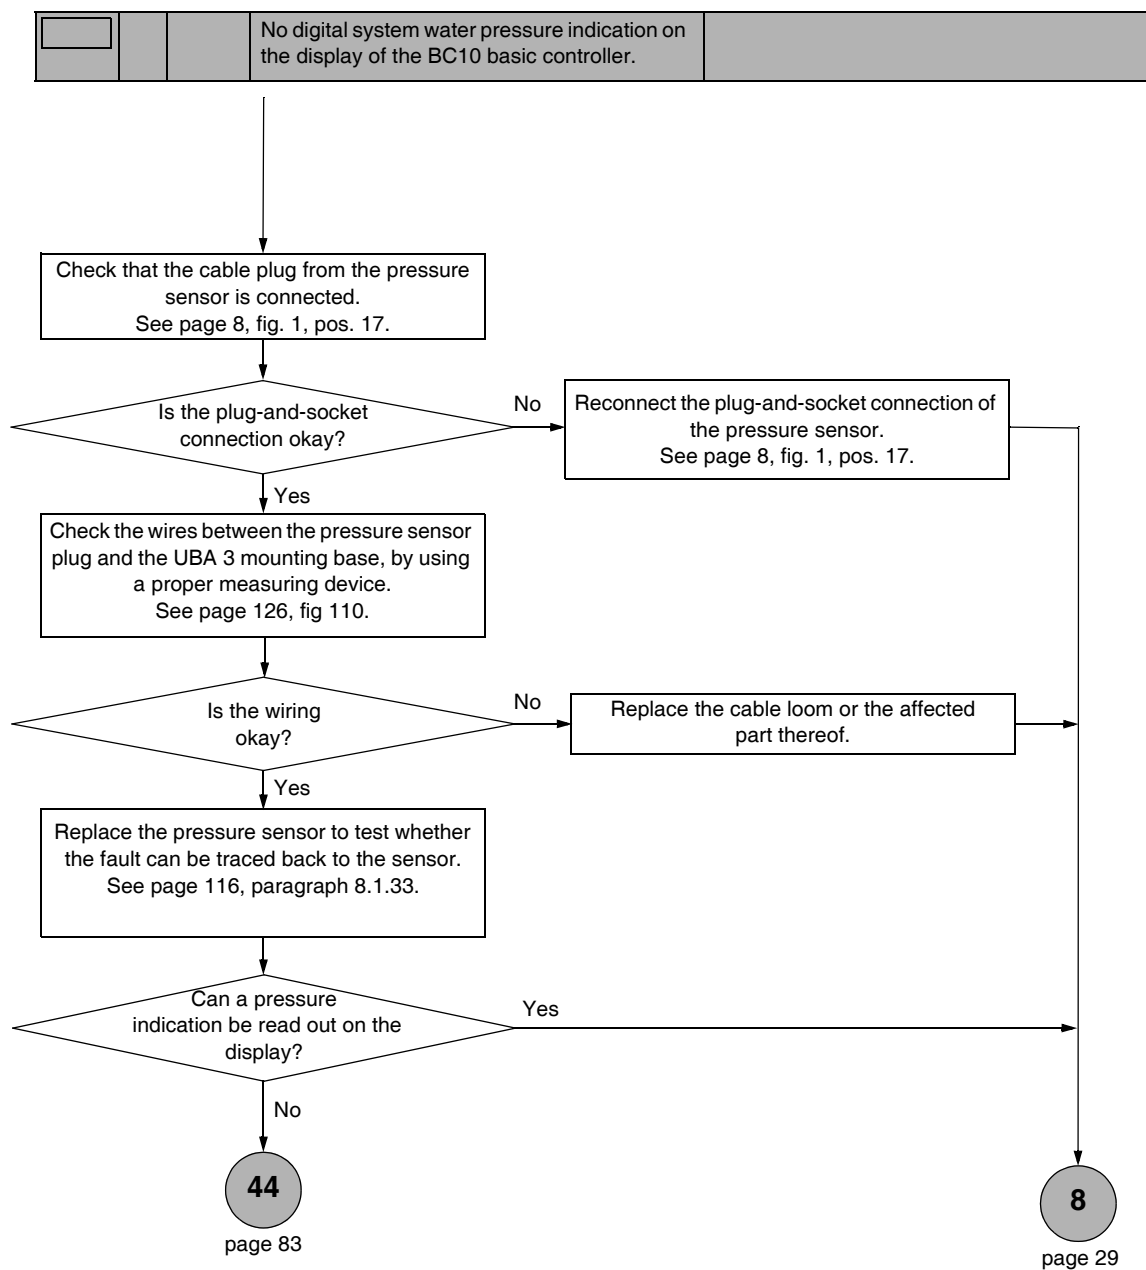 No digital system water pressure indication on
the display of the BC10 basic controller.
Check that the cable plug from the pressure
sensor is connected.
See page 8, fig. 1, pos. 17.
Is the plug-and-socket
connection okay?
No
Reconnect the plug-and-socket connection of
the pressure sensor.
See page 8, fig. 1, pos. 17.
Yes
Check the wires between the pressure sensor
plug and the UBA 3 mounting base, by using
a proper measuring device.
See page 126, fig 110.
Is the wiring
okay?
No
Replace the cable loom or the affected
part thereof.
Yes
Replace the pressure sensor to test whether
the fault can be traced back to the sensor.
See page 116, paragraph 8.1.33.
Can a pressure
indication be read out on the
display?
Yes
No
44
page 83
8
page 29